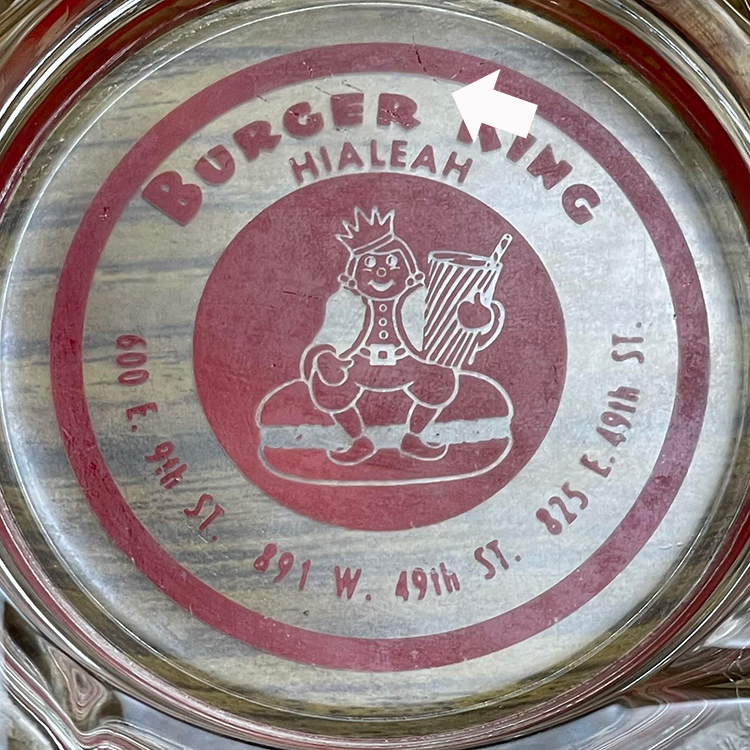 BURGER KING
HIALEAH
600 E. 9th ST.
891 W. 49th ST.
825 E. 49th ST.